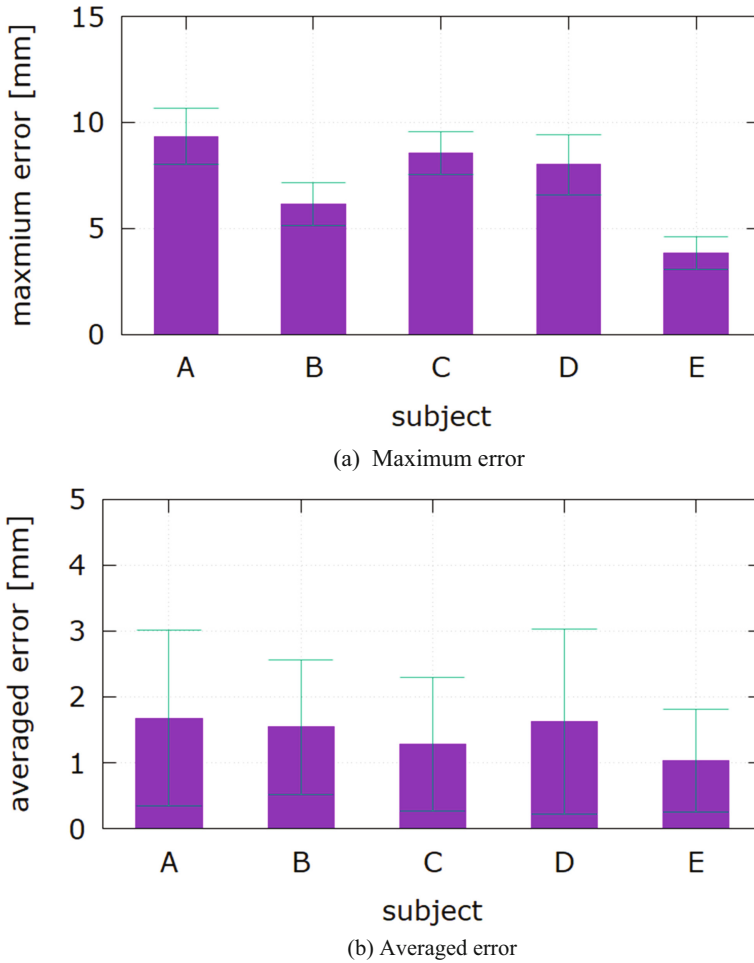 15
10
5
0
maxmium error [mm]
A B C D E
subject
(a) Maximum error
5
4
3
2
1
0
averaged error [mm]
A B C D E
subject
(b) Averaged error